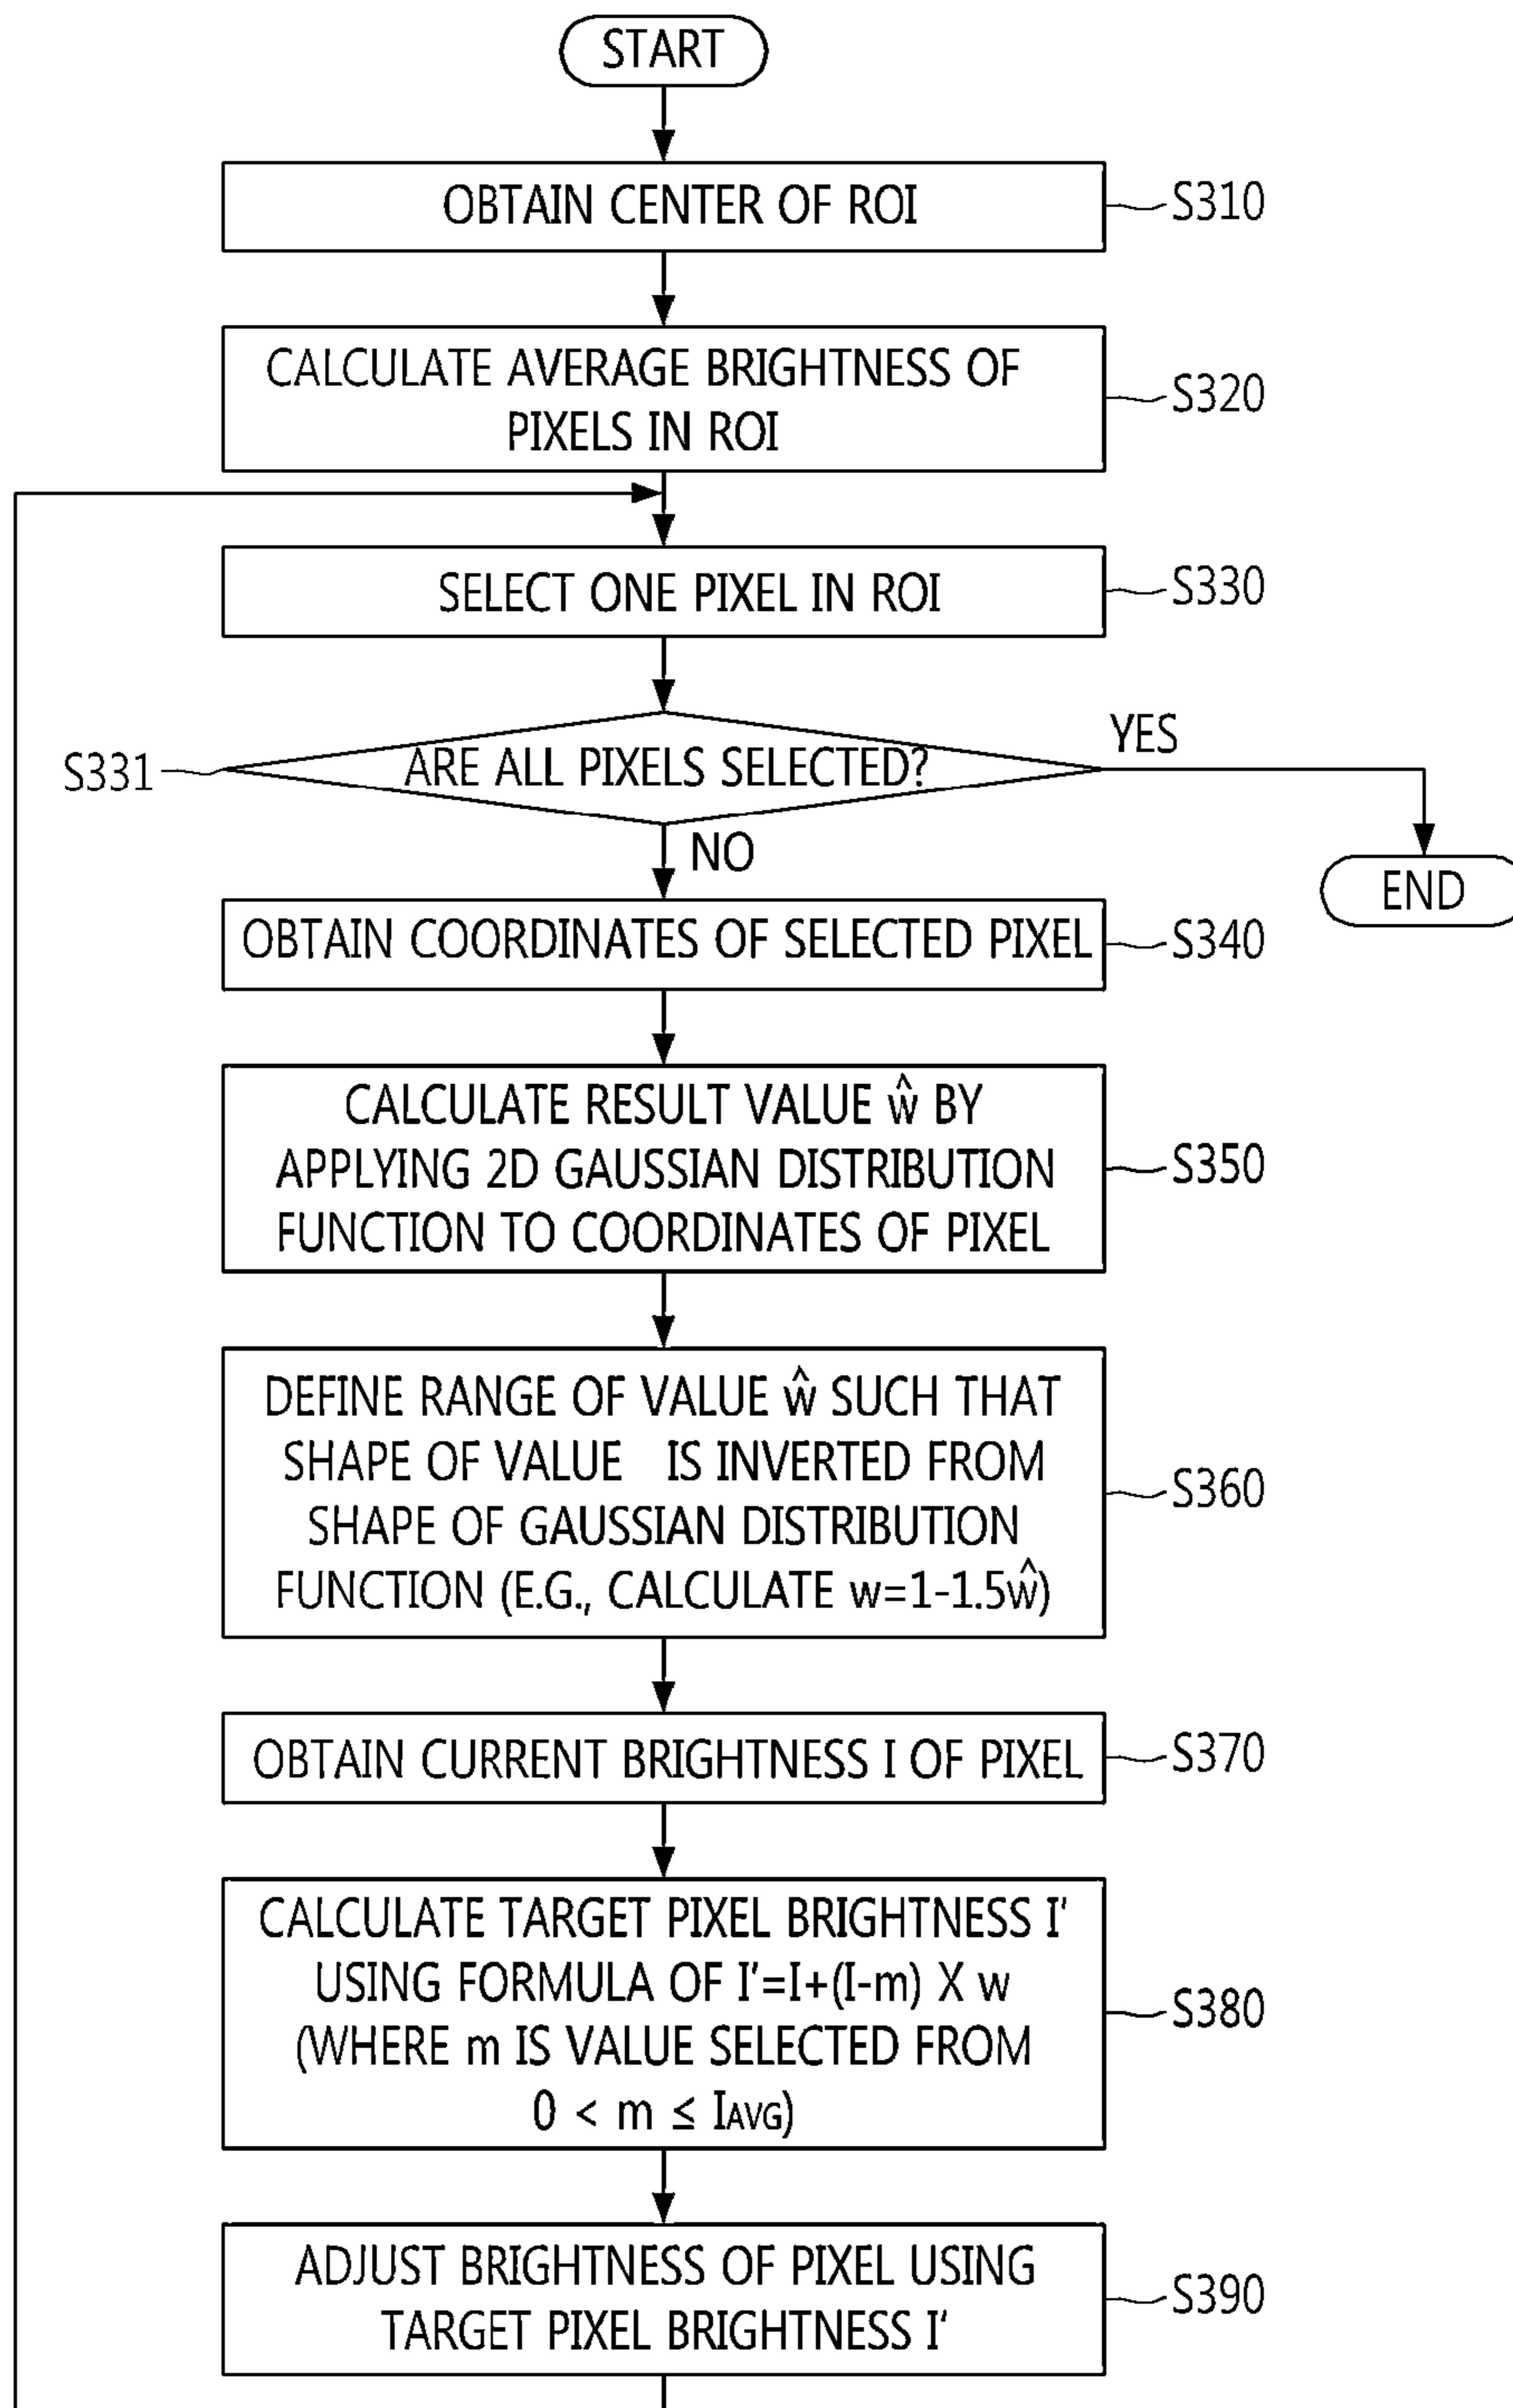 START
OBTAIN CENTER OF ROI
S310
CALCULATE AVERAGE BRIGHTNESS OF
PIXELS IN ROI
S320
SELECT ONE PIXEL IN ROI
S330
ARE ALL PIXELS SELECTED?
S331
YES
NO
END
OBTAIN COORDINATES OF SELECTED PIXEL
S340
CALCULATE RESULT VALUE ŵ BY
APPLYING 2D GAUSSIAN DISTRIBUTION
FUNCTION TO COORDINATES OF PIXEL
S350
DEFINE RANGE OF VALUE ŵ SUCH THAT
SHAPE OF VALUE IS INVERTED FROM
SHAPE OF GAUSSIAN DISTRIBUTION
FUNCTION (E.G., CALCULATE w=1-1.5ŵ)
S360
OBTAIN CURRENT BRIGHTNESS I OF PIXEL
S370
CALCULATE TARGET PIXEL BRIGHTNESS I'
USING FORMULA OF I'=I+(I-m) X w
(WHERE m IS VALUE SELECTED FROM
0 < m ≤ IAVG)
S380
ADJUST BRIGHTNESS OF PIXEL USING
TARGET PIXEL BRIGHTNESS I'
S390